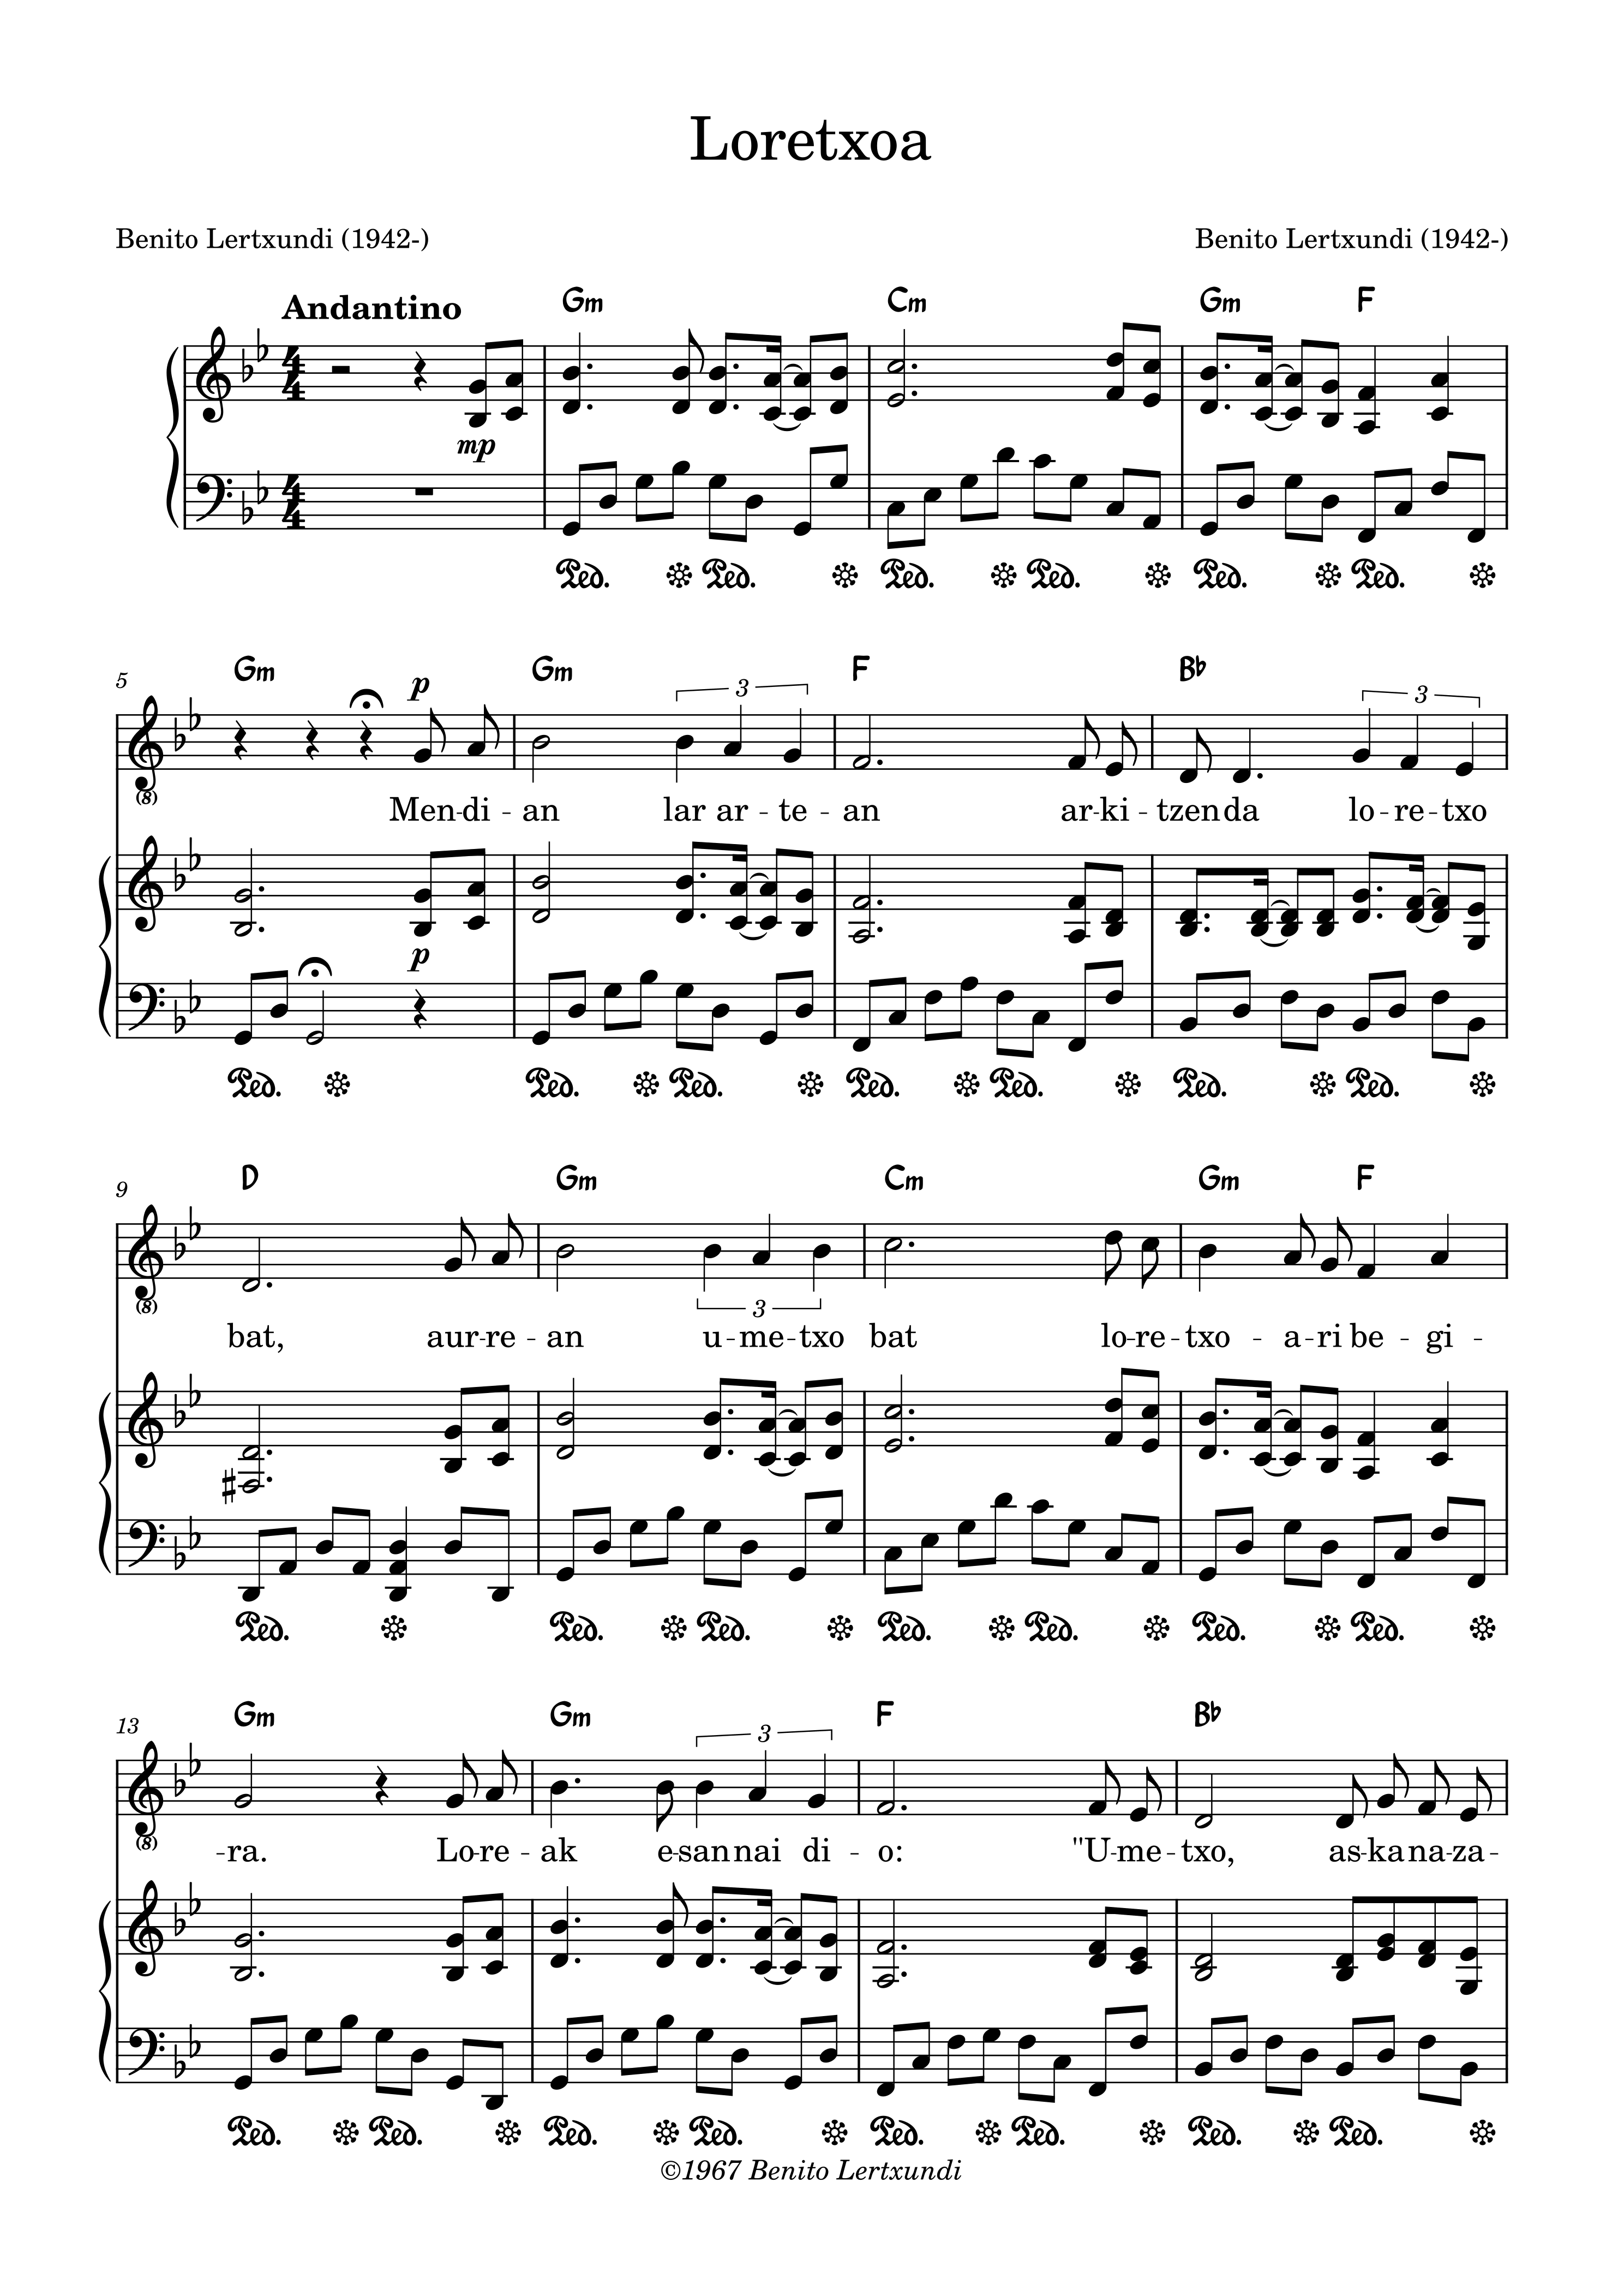 Loretxoa
Benito Lertxundi (1942-) Benito Lertxundi (1942-)
Andantino Gm Cm Gm F
4 4
mp
4 4
Ped. Ped. Ped. Ped. Ped. Ped.
5 Gm p Gm 3 F B♭ 3
(8)
Men-di-an lar ar-te-an ar-ki-tzen da lo-re-txo
p
Ped. Ped. Ped. Ped. Ped. Ped. Ped.
9 D Gm Cm Gm F
(8) 3
bat, aur-re-an u-me-txo bat lo-re-txo-a-ri be-gi-
Ped. Ped. Ped. Ped. Ped. Ped. Ped.
13 Gm Gm 3 F B♭
(8)
-ra. Lo-re-ak e-san nai di-o: "U-me-txo, as-ka na-za-
Ped. Ped. Ped. Ped. Ped. Ped. Ped. Ped.
©1967 Benito Lertxundi